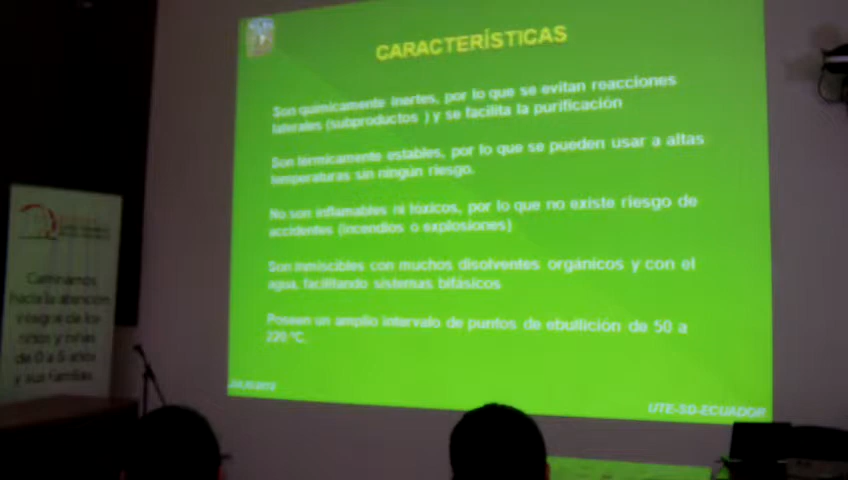 CARACTERÍSTICAS
Son químicamente inertes, por lo que se evitan reacciones
laterales (subproductos ) y se facilita la purificación
Son térmicamente estables, por lo que se pueden usar a altas
temperaturas sin ningún riesgo.
No son inflamables ni tóxicos, por lo que no existe riesgo de
accidentes (incendios o explosiones)
Son inmiscibles con muchos disolventes orgánicos y con el
agua, facilitando sistemas bifásicos
Poseen un amplio intervalo de puntos de ebullición de 50 a
220 ºC.
UTE-SD-ECUADOR
Caminamos
hacia la atención
integral de los
niños y niñas
de 0 a 5 años
y sus familias